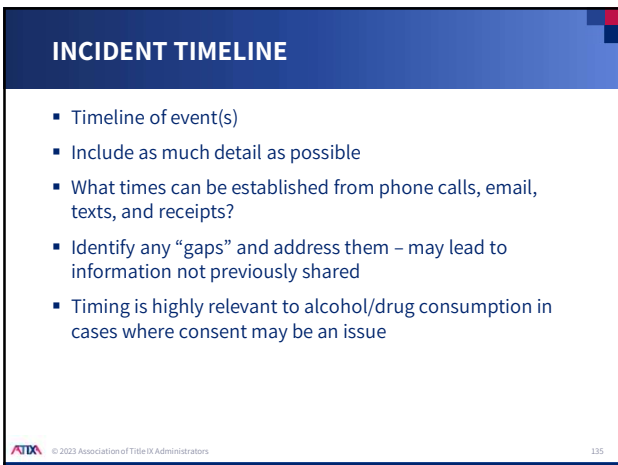 INCIDENT TIMELINE
▪ Timeline of event(s)
▪ Include as much detail as possible
▪ What times can be established from phone calls, email,
texts, and receipts?
▪ Identify any “gaps” and address them – may lead to
information not previously shared
▪ Timing is highly relevant to alcohol/drug consumption in
cases where consent may be an issue
ATIXA © 2023 Association of Title IX Administrators 135